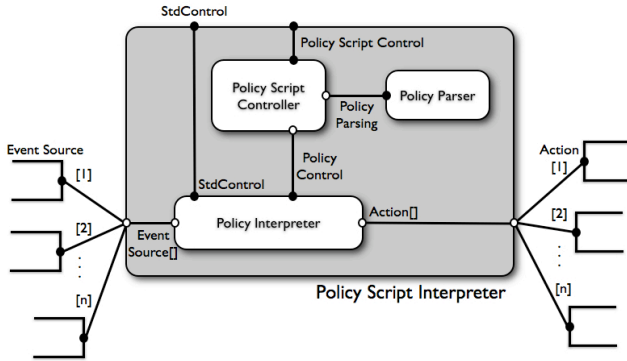 StdControl
Policy Script Control
Policy Script
Controller
Policy Parser
Policy
Parsing
Event Source
Action
[1]
[1]
Policy
Control
StdControl
[2]
Policy Interpreter
Action[]
[2]
Event
Source[]
.
.
.
.
.
.
[n]
[n]
Policy Script Interpreter